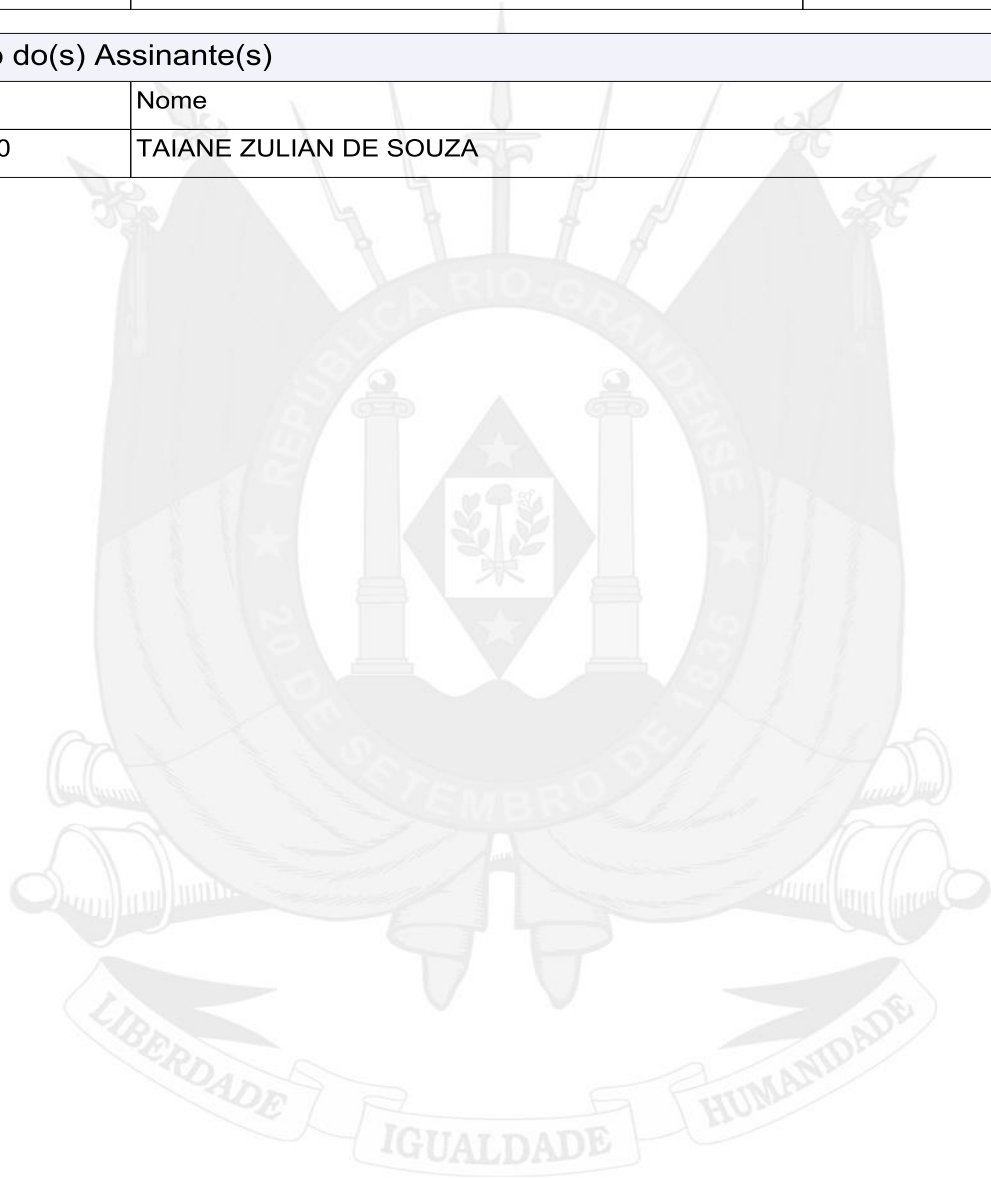 o do(s) Assinante(s)
Nome
0 TAIANE ZULIAN DE SOUZA
REPÚBLICA RIO-GRANDENSE
20 DE SETEMBRO DE 1835
LIBERDADE
IGUALDADE
HUMANIDADE